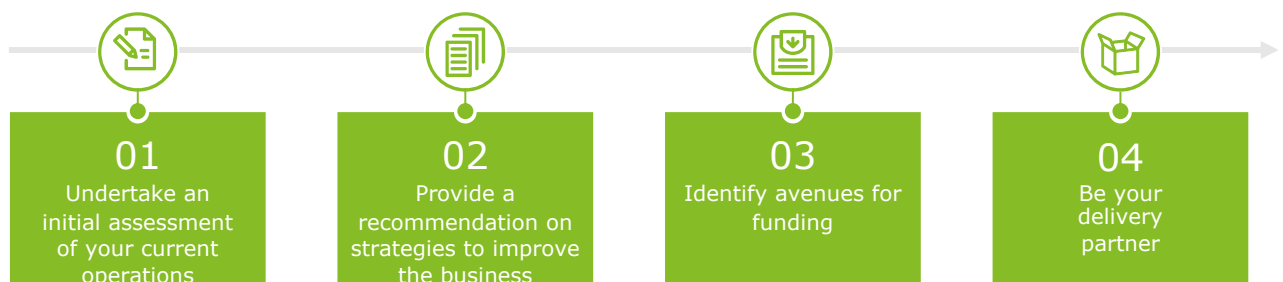 01
Undertake an
initial assessment
of your current
operations
02
Provide a
recommendation on
strategies to improve
the business
03
Identify avenues for
funding
04
Be your
delivery
partner